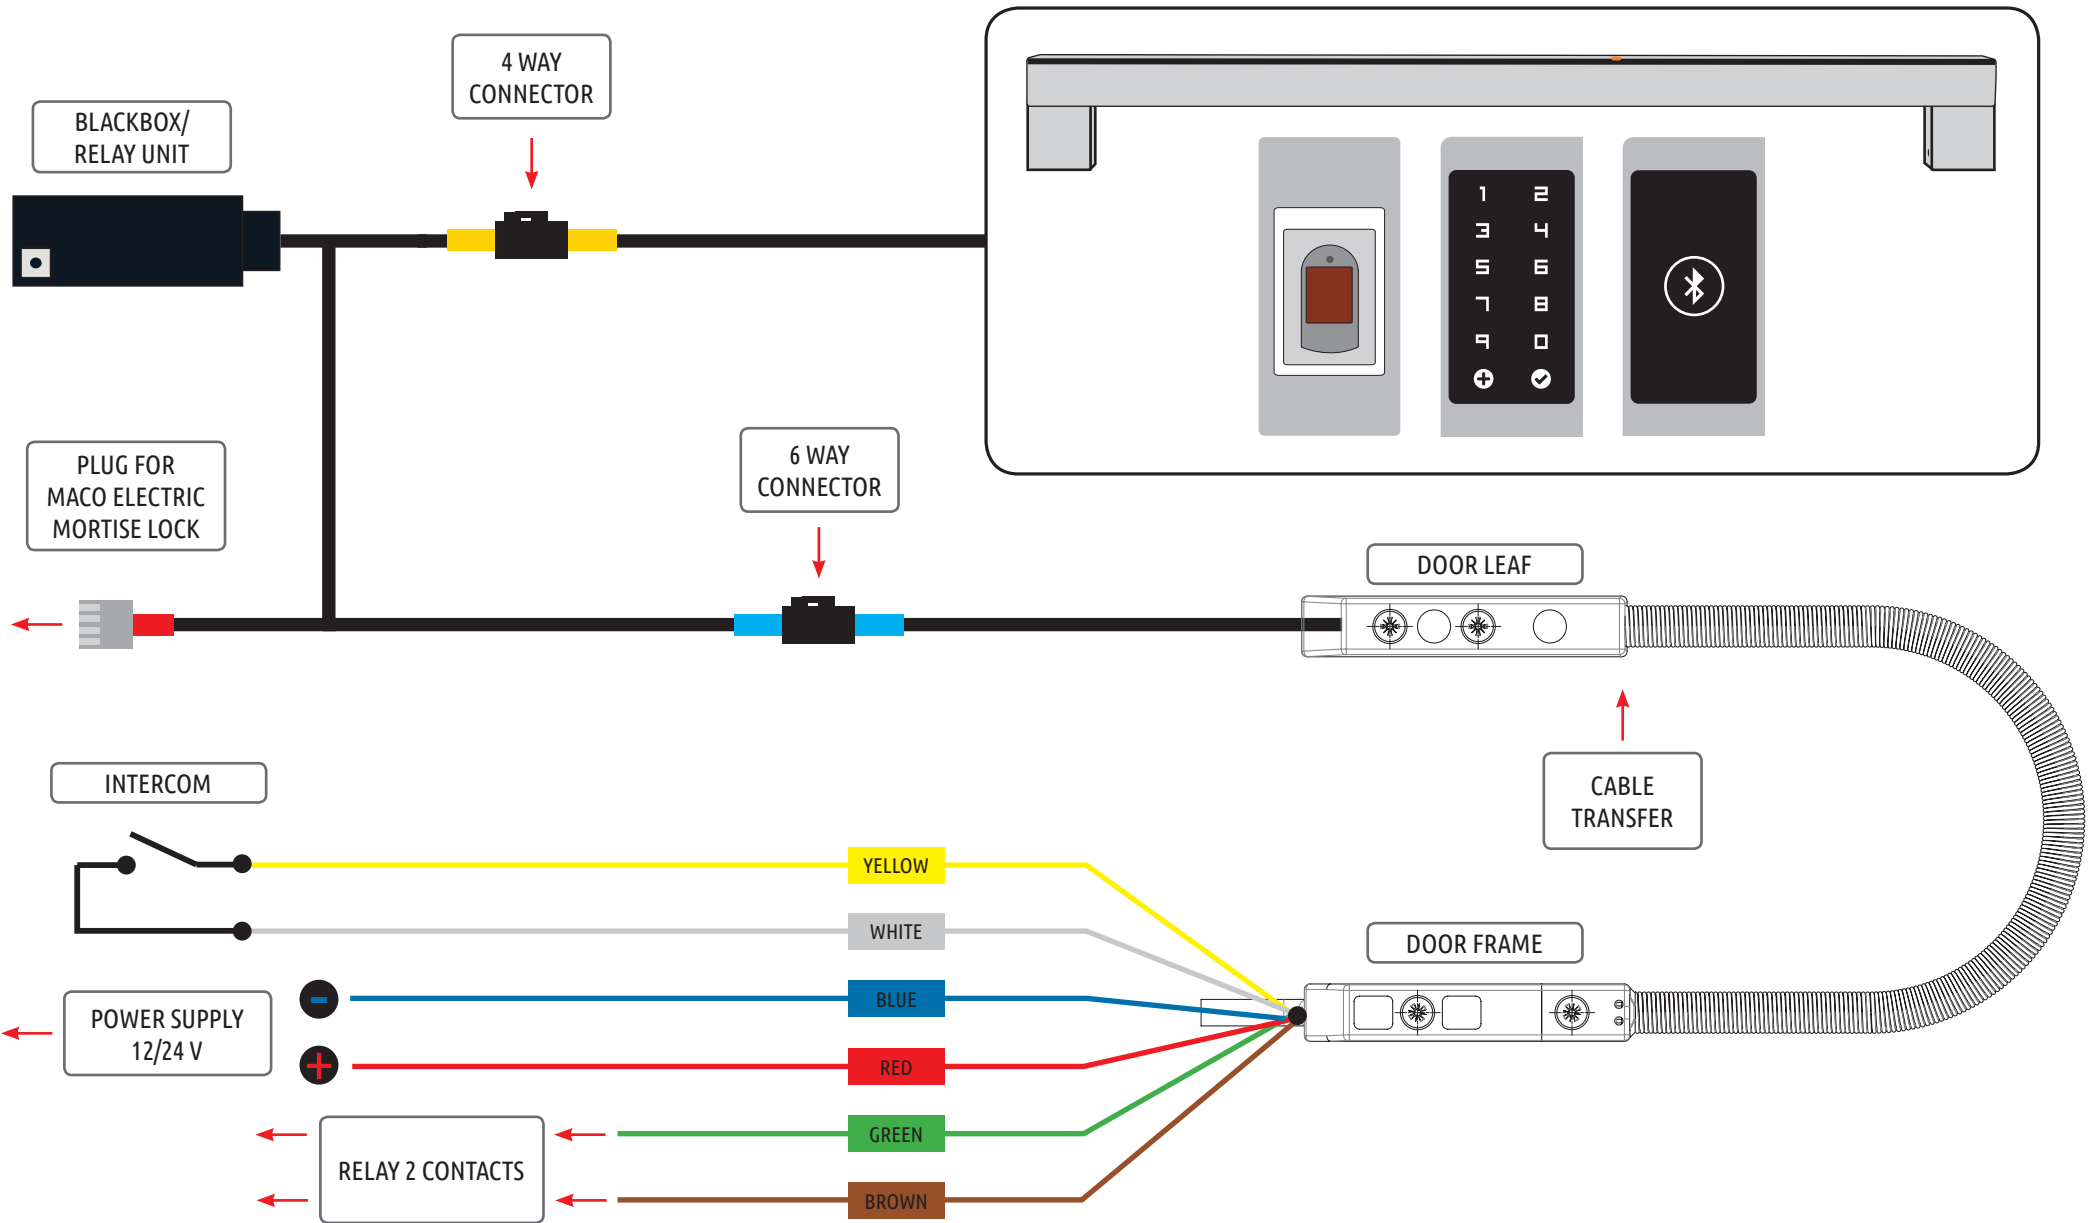 4 WAY
CONNECTOR
BLACKBOX/
RELAY UNIT
1 2
3 4
5 6
7 8
9 0
PLUG FOR
MACO ELECTRIC
MORTISE LOCK
6 WAY
CONNECTOR
DOOR LEAF
CABLE
TRANSFER
INTERCOM
YELLOW
WHITE
DOOR FRAME
BLUE
POWER SUPPLY
12/24 V
-
+
RED
GREEN
RELAY 2 CONTACTS
BROWN